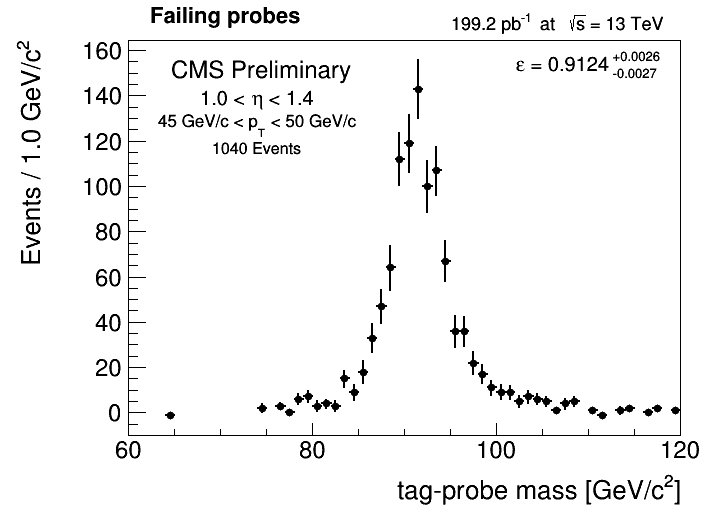 Failing probes
199.2 pb⁻¹ at √s = 13 TeV
CMS Preliminary
ε = 0.9124 +0.0026 -0.0027
1.0 < η < 1.4
45 GeV/c < p_T < 50 GeV/c
1040 Events
Events / 1.0 GeV/c²
160
140
120
100
80
60
40
20
0
60 80 100 120
tag-probe mass [GeV/c²]